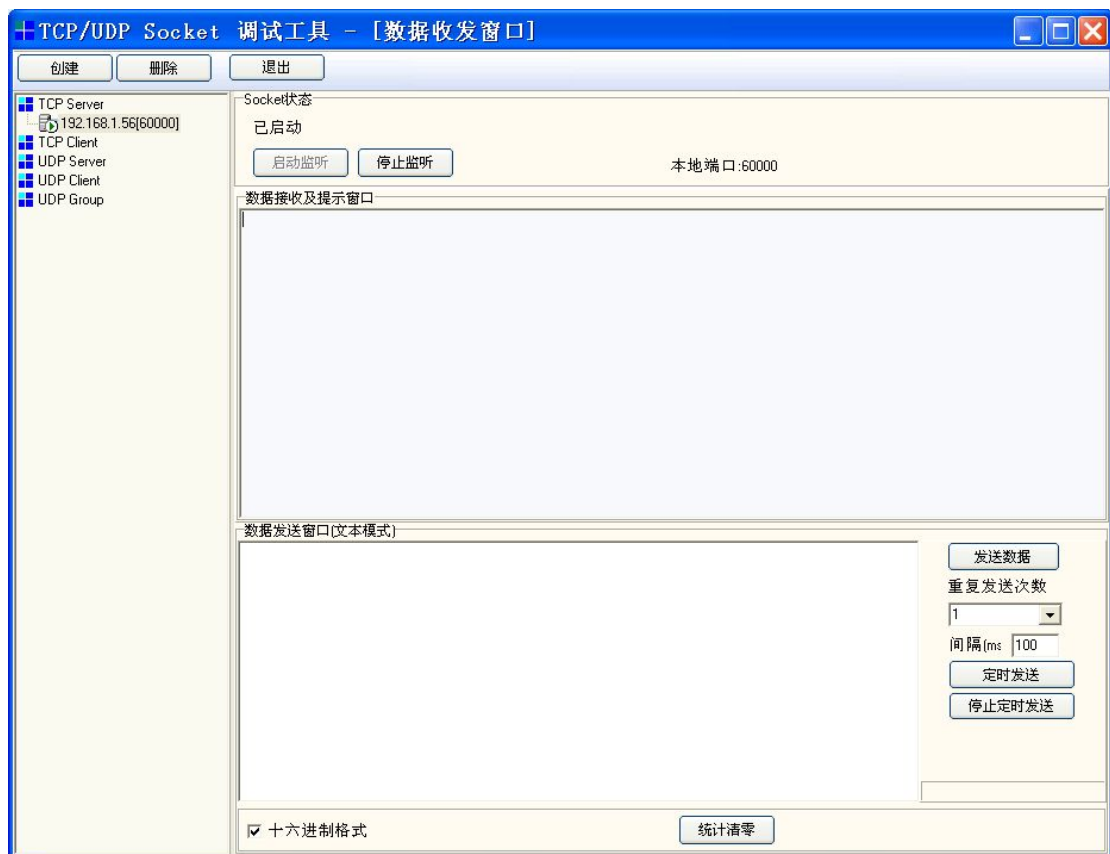 TCP/UDP Socket 调试工具 - [数据收发窗口]
创建 删除 退出
TCP Server
192.168.1.56[60000]
TCP Client
UDP Server
UDP Client
UDP Group
Socket状态
已启动
启动监听 停止监听 本地端口:60000
数据接收及提示窗口
数据发送窗口(文本模式)
发送数据
重复发送次数
1
间隔(ms 100
定时发送
停止定时发送
十六进制格式 统计清零